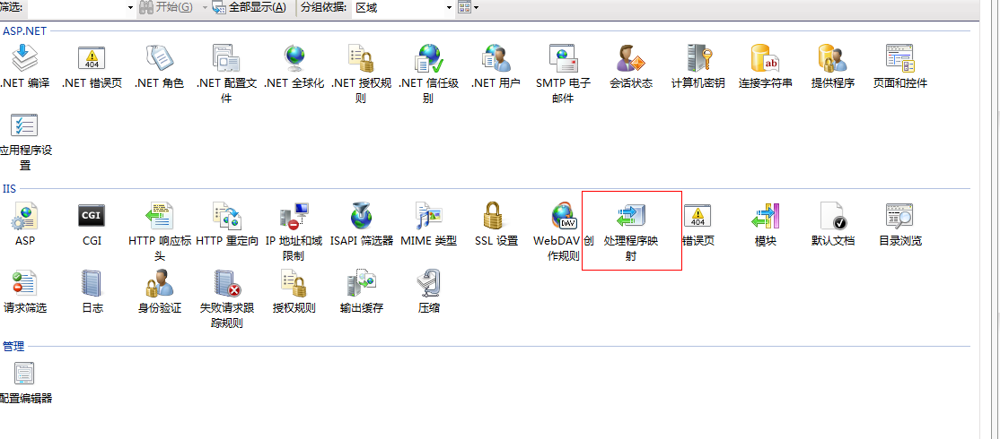 筛选: 开始(G) 全部显示(A) 分组依据: 区域
ASP.NET
404
ab
.NET 编译 .NET 错误页 .NET 角色 .NET 配置文 .NET 全球化 .NET 授权规 .NET 信任级 .NET 用户 SMTP 电子 会话状态 计算机密钥 连接字符串 提供程序 页面和控件
件 则 别 邮件
应用程序设
置
IIS
CGI DAV 404
ASP CGI HTTP 响应标 HTTP 重定向 IP 地址和域 ISAPI 筛选器 MIME 类型 SSL 设置 WebDAV 创 处理程序映 错误页 模块 默认文档 目录浏览
头 限制 作规则 射
请求筛选 日志 身份验证 失败请求跟 授权规则 输出缓存 压缩
踪规则
管理
配置编辑器